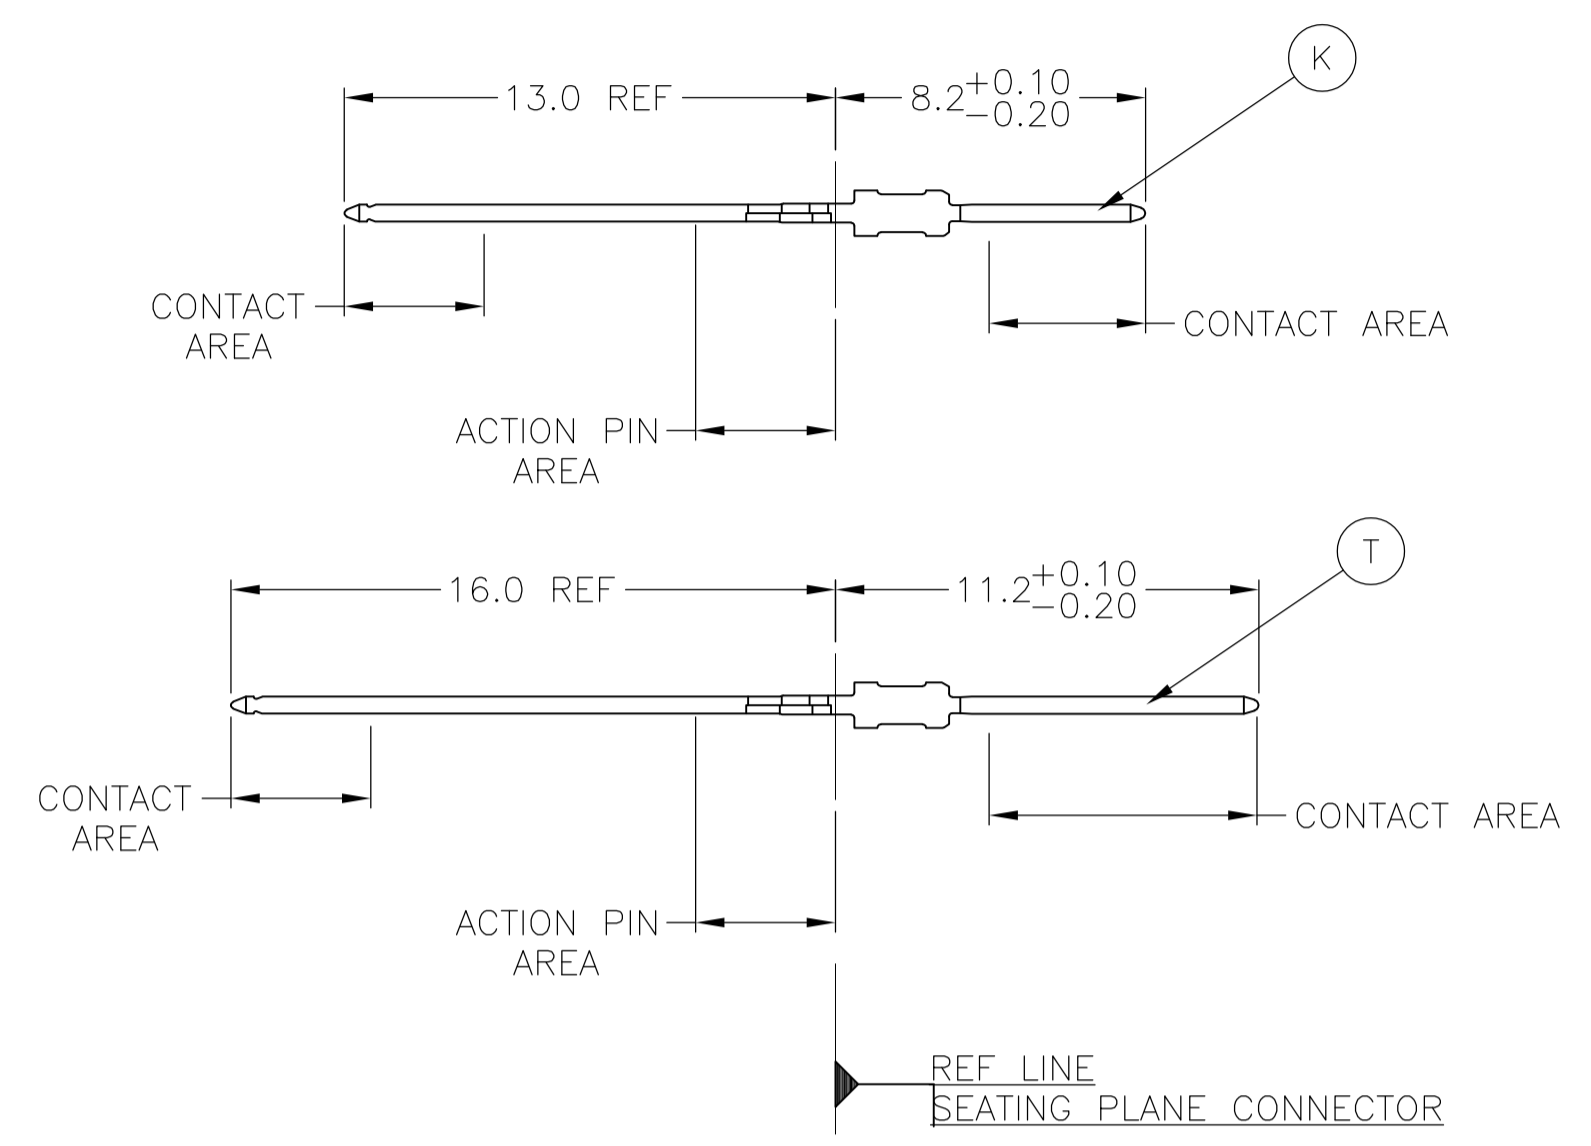 K
13.0 REF
8.2 +0.10
-0.20
CONTACT
AREA
CONTACT AREA
ACTION PIN
AREA
T
16.0 REF
11.2 +0.10
-0.20
CONTACT
AREA
CONTACT AREA
ACTION PIN
AREA
REF LINE
SEATING PLANE CONNECTOR